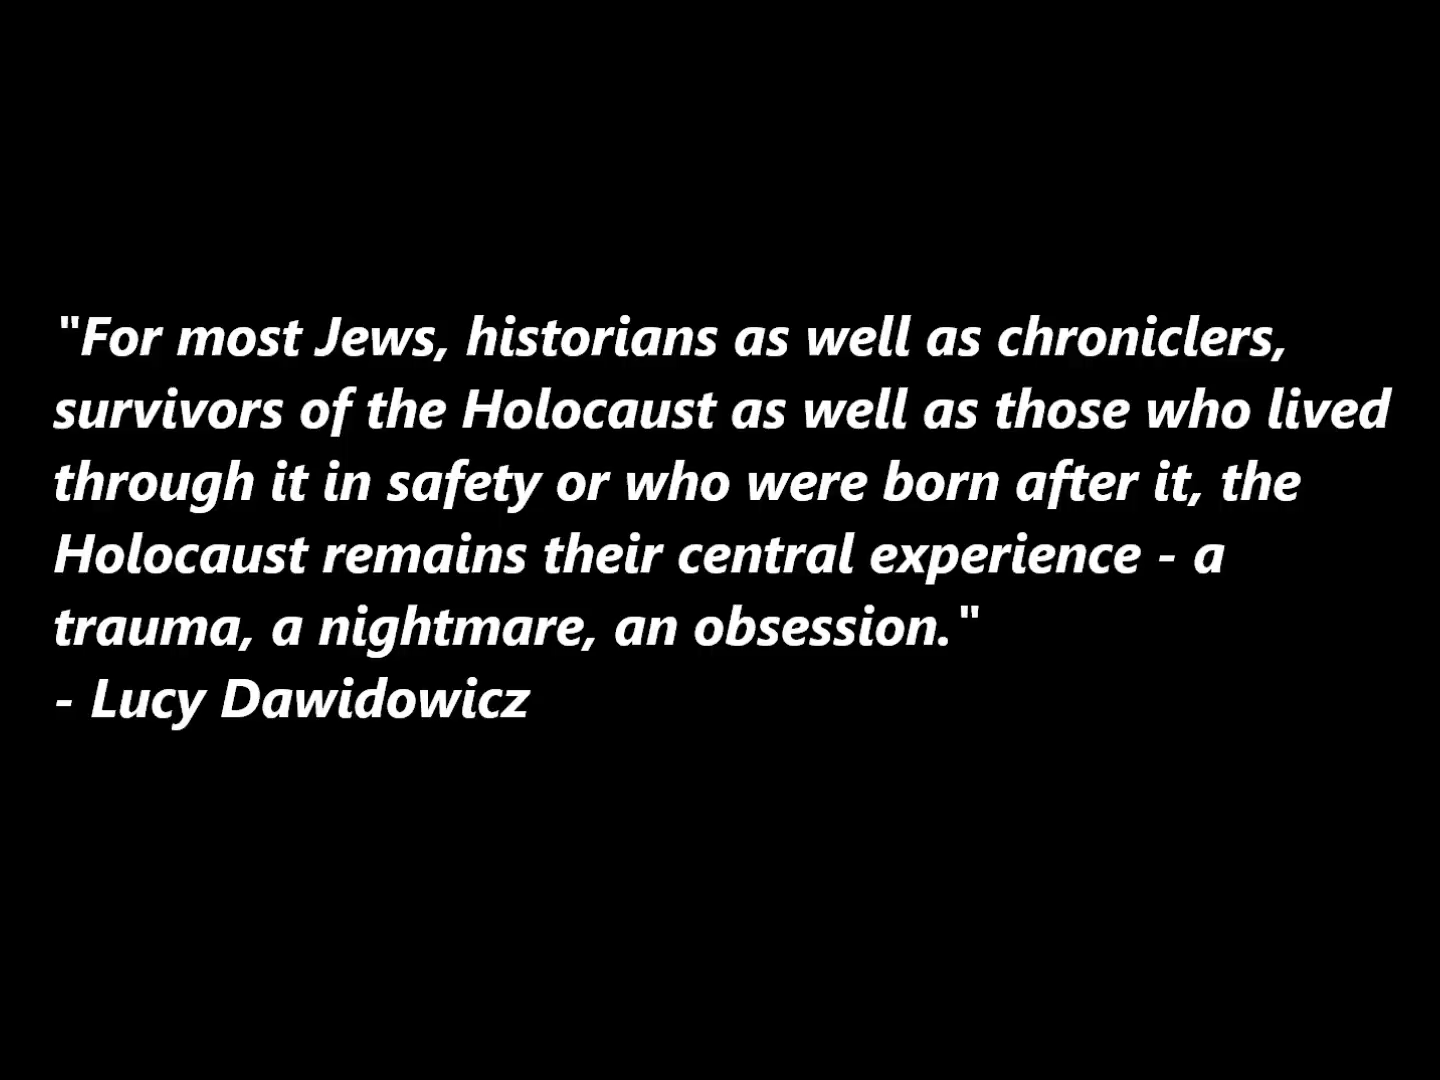 "For most Jews, historians as well as chroniclers,
survivors of the Holocaust as well as those who lived
through it in safety or who were born after it, the
Holocaust remains their central experience - a
trauma, a nightmare, an obsession."
- Lucy Dawidowicz